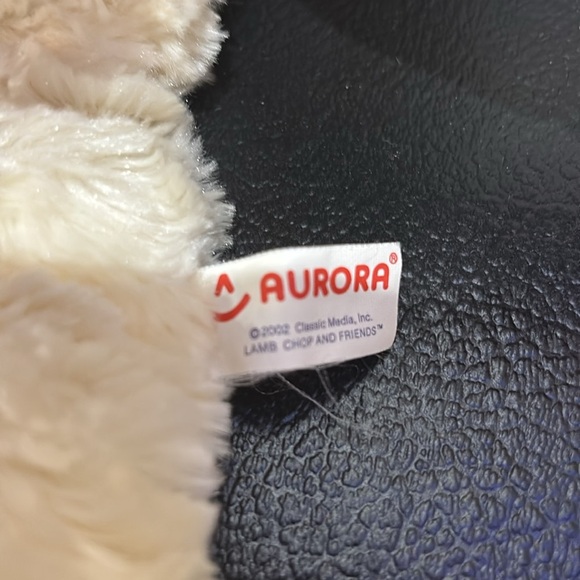 AURORA®
©2002 Classic Media, Inc.
LAMB CHOP AND FRIENDS™